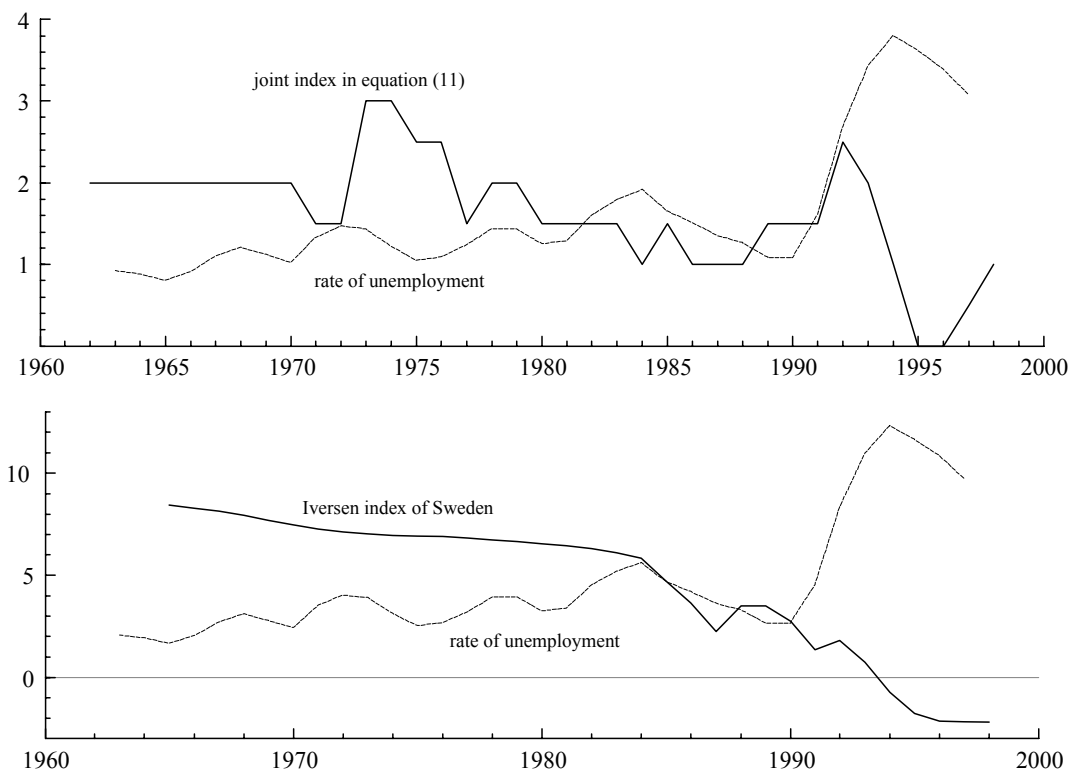 4
joint index in equation (11)
3
2
1
rate of unemployment
1960 1965 1970 1975 1980 1985 1990 1995 2000
10
Iversen index of Sweden
5
rate of unemployment
0
1960 1970 1980 1990 2000